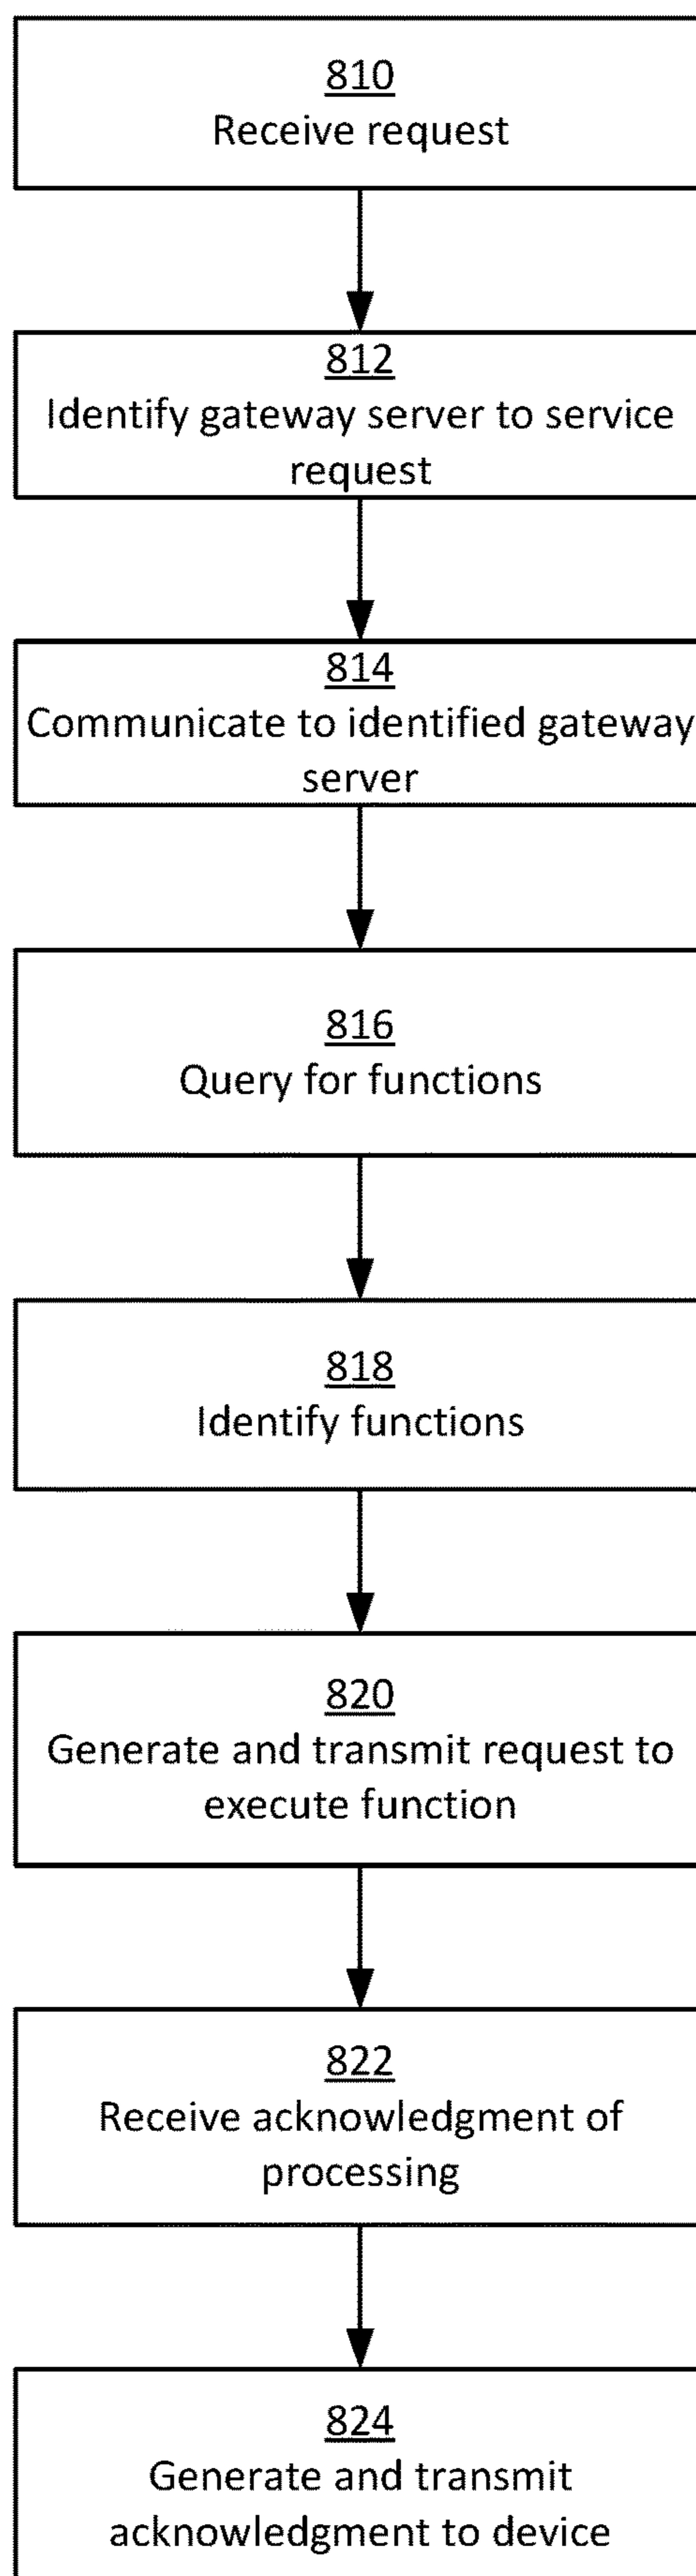 810
Receive request
812
Identify gateway server to service
request
814
Communicate to identified gateway
server
816
Query for functions
818
Identify functions
820
Generate and transmit request to
execute function
822
Receive acknowledgment of
processing
824
Generate and transmit
acknowledgment to device